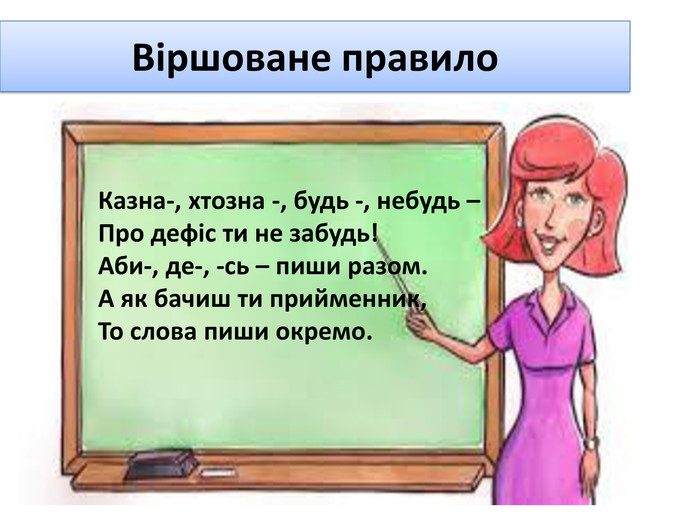 Віршоване правило
Казна-, хтозна -, будь -, небудь –
Про дефіс ти не забудь!
Аби-, де-, -сь – пиши разом.
А як бачиш ти прийменник,
То слова пиши окремо.